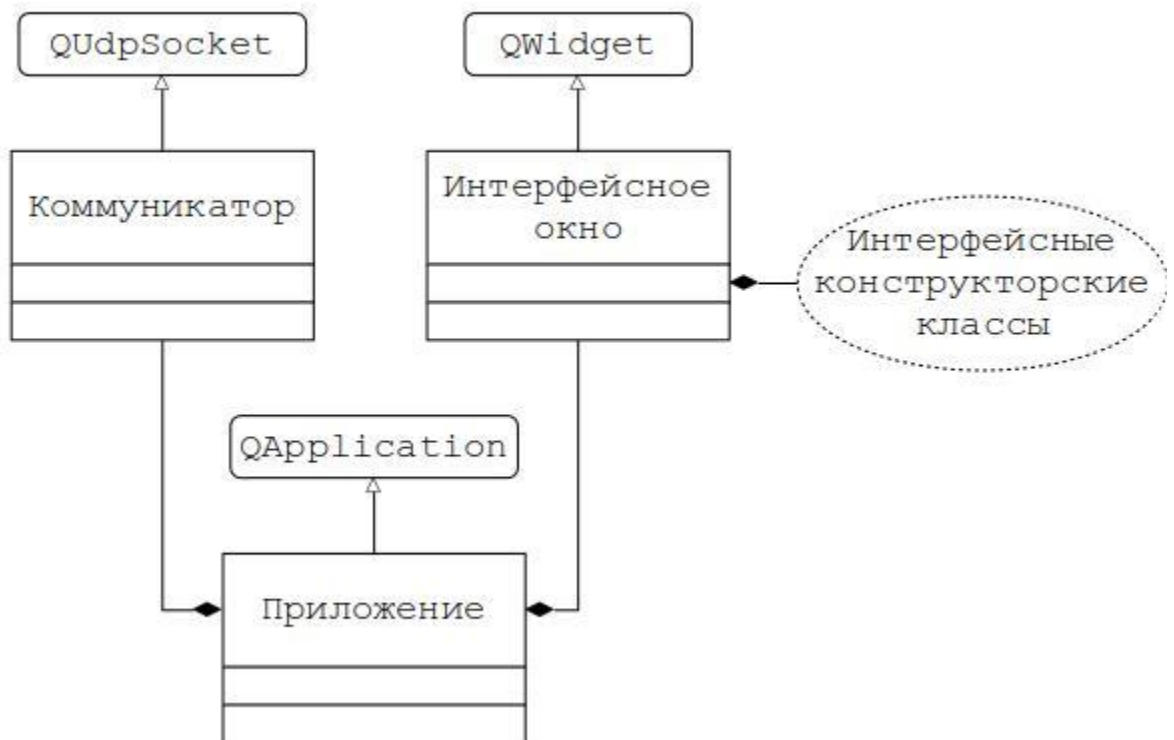 QUdpSocket
QWidget
Коммуникатор
Интерфейсное
окно
Интерфейсные
конструкторские
классы
QApplication
Приложение